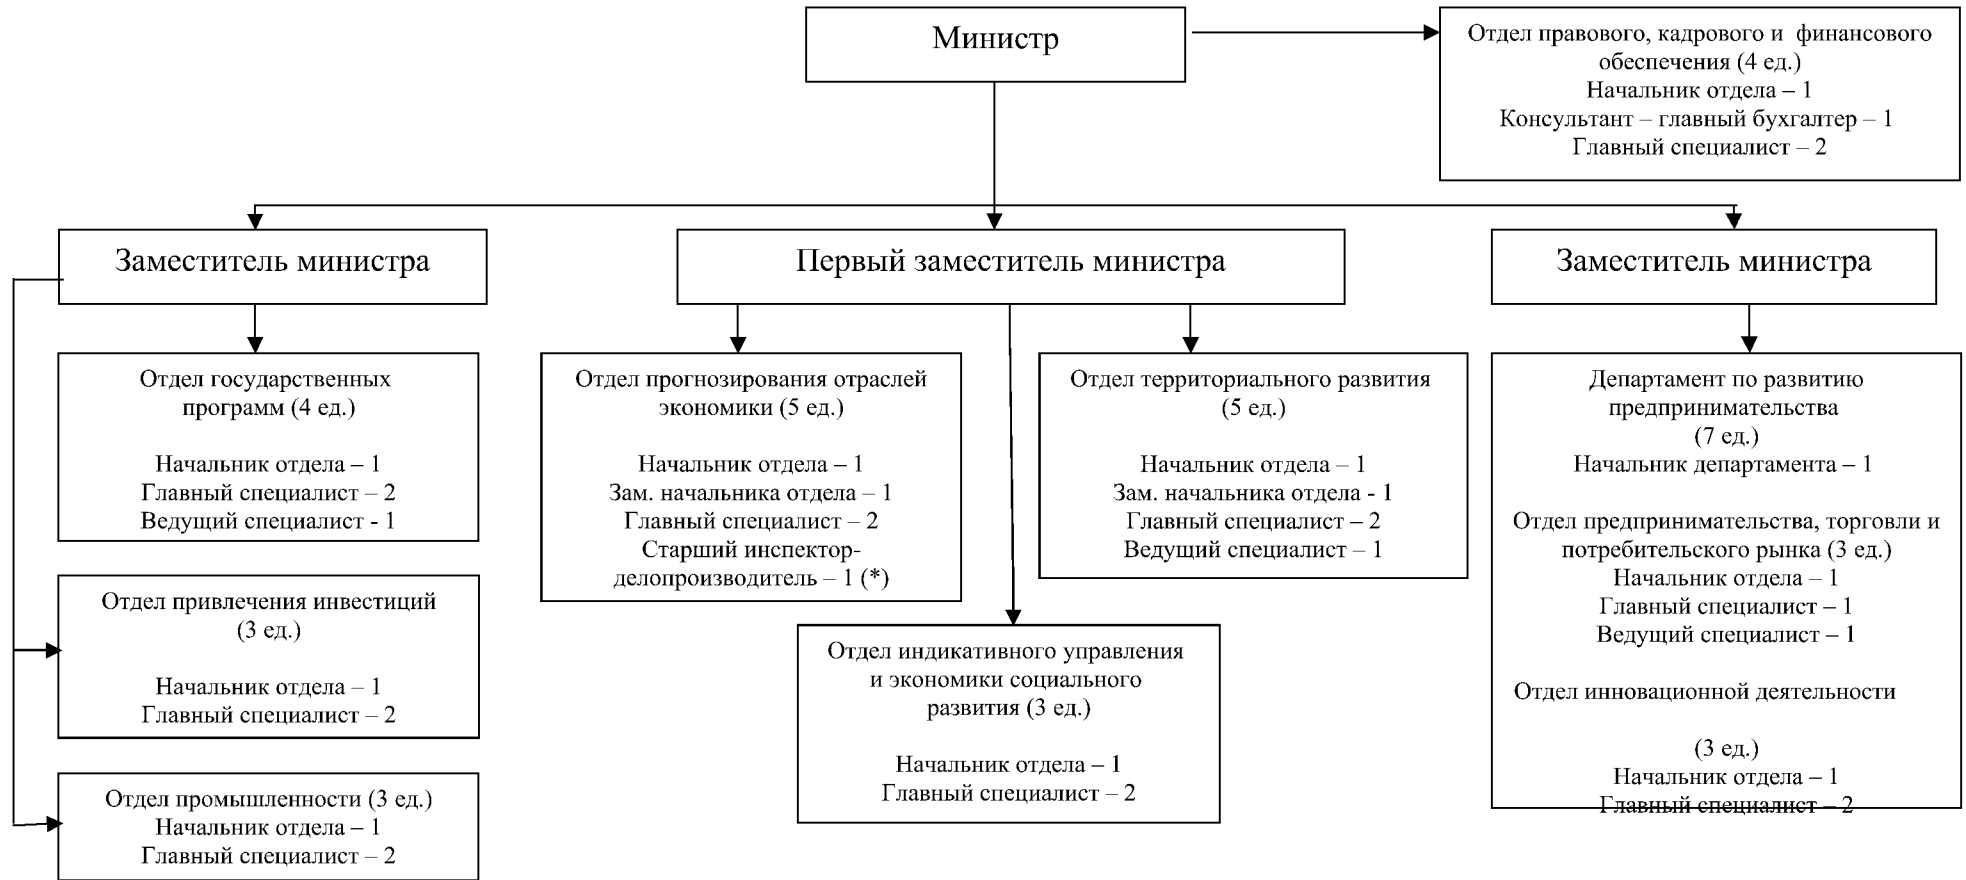 Министр
Отдел правового, кадрового и финансового
обеспечения (4 ед.)
Начальник отдела – 1
Консультант – главный бухгалтер – 1
Главный специалист – 2
Заместитель министра
Первый заместитель министра
Заместитель министра
Отдел государственных
программ (4 ед.)
Начальник отдела – 1
Главный специалист – 2
Ведущий специалист - 1
Отдел привлечения инвестиций
(3 ед.)
Начальник отдела – 1
Главный специалист – 2
Отдел промышленности (3 ед.)
Начальник отдела – 1
Главный специалист – 2
Отдел прогнозирования отраслей
экономики (5 ед.)
Начальник отдела – 1
Зам. начальника отдела – 1
Главный специалист – 2
Старший инспектор-
делопроизводитель – 1 (*)
Отдел индикативного управления
и экономики социального
развития (3 ед.)
Начальник отдела – 1
Главный специалист – 2
Отдел территориального развития
(5 ед.)
Начальник отдела – 1
Зам. начальника отдела - 1
Главный специалист – 2
Ведущий специалист – 1
Департамент по развитию
предпринимательства
(7 ед.)
Начальник департамента – 1
Отдел предпринимательства, торговли и
потребительского рынка (3 ед.)
Начальник отдела – 1
Главный специалист – 1
Ведущий специалист – 1
Отдел инновационной деятельности
(3 ед.)
Начальник отдела – 1
Главный специалист – 2